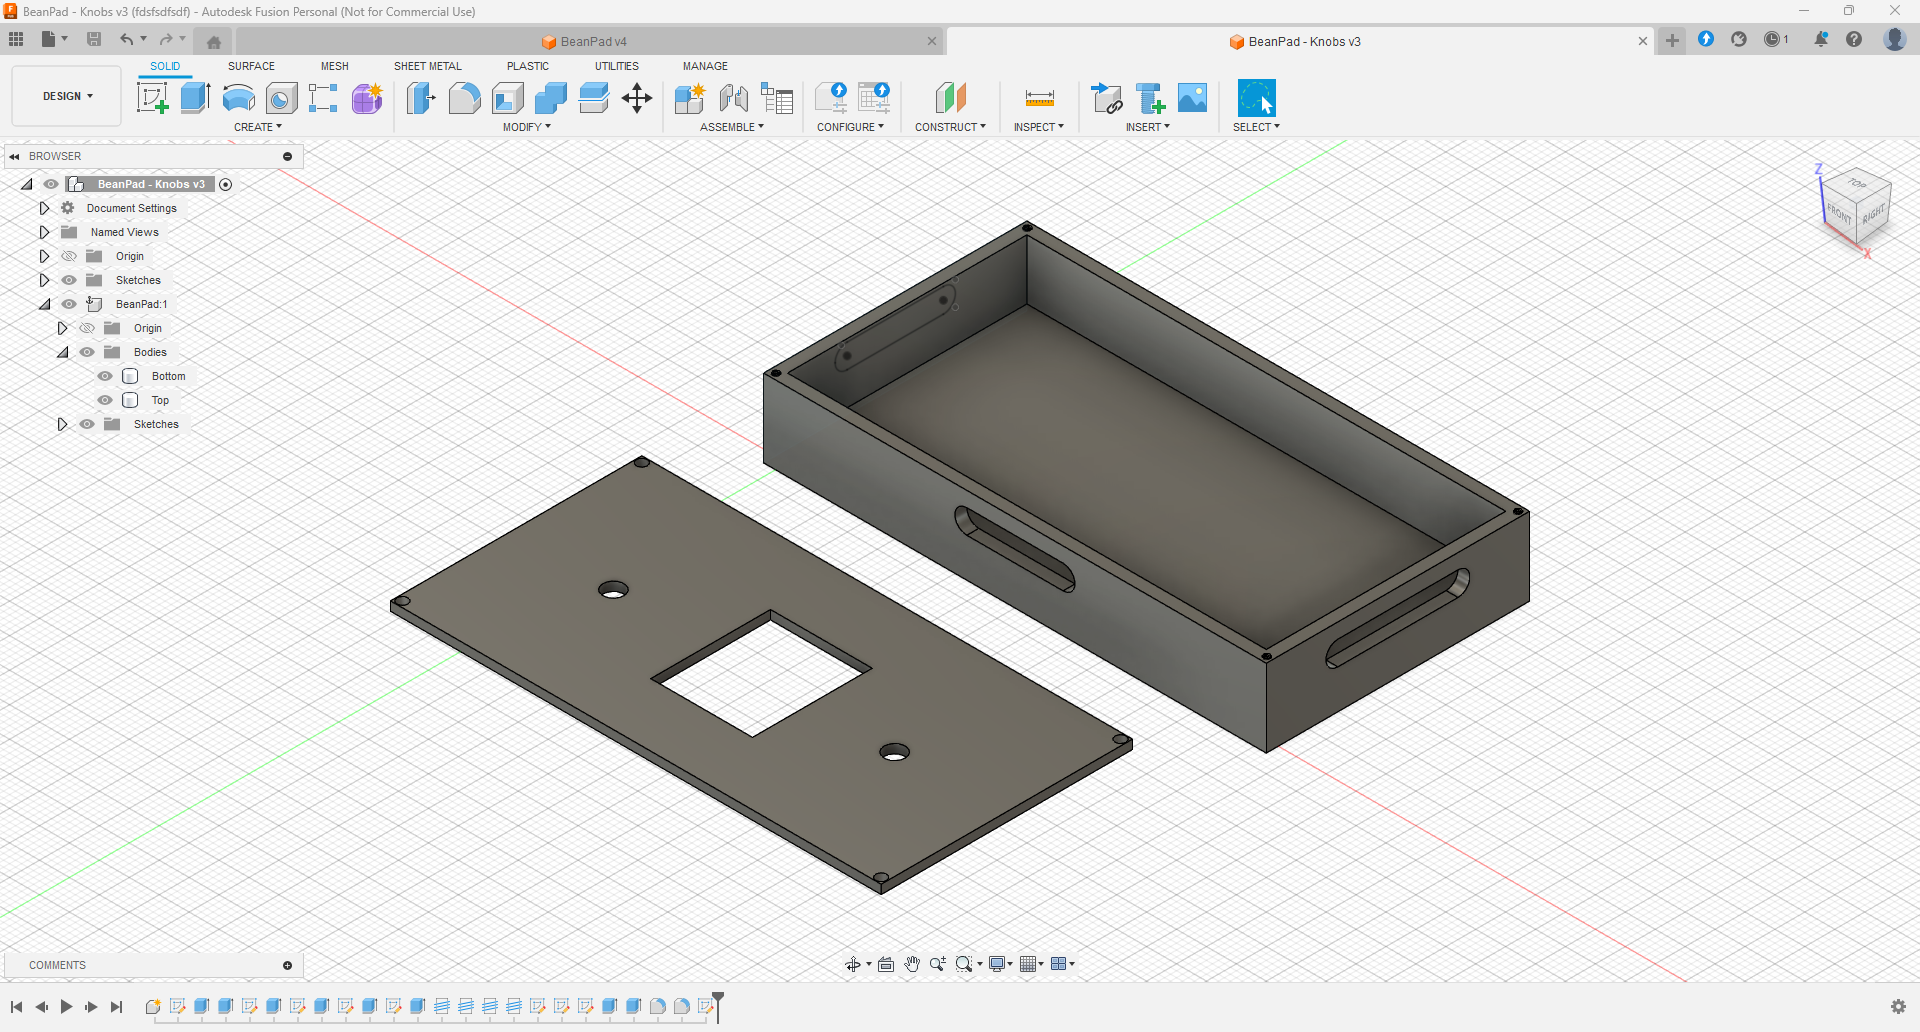 BeanPad - Knobs v3 (fdsfsdfsdf) - Autodesk Fusion Personal (Not for Commercial Use)
BeanPad v4
BeanPad - Knobs v3
1
SOLID SURFACE MESH SHEET METAL PLASTIC UTILITIES MANAGE
DESIGN
CREATE MODIFY ASSEMBLE CONFIGURE CONSTRUCT INSPECT INSERT SELECT
BROWSER
BeanPad - Knobs v3
Document Settings
Named Views
Origin
Sketches
BeanPad:1
Origin
Bodies
Bottom
Top
Sketches
Z
TOP
FRONT
RIGHT
X
COMMENTS